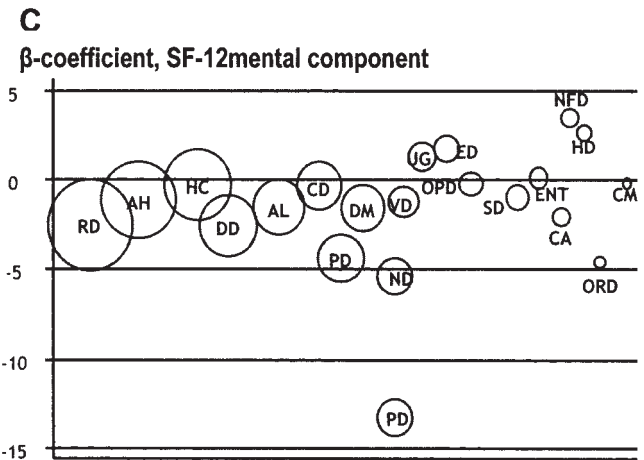 C
β-coefficient, SF-12mental component
5
NFD
HD
UG
ED
0
RD
AH
HC
DD
AL
CD
DM
VD
OPD
SD
ENT
CA
CM
-5
PD
ND
ORD
-10
PD
-15